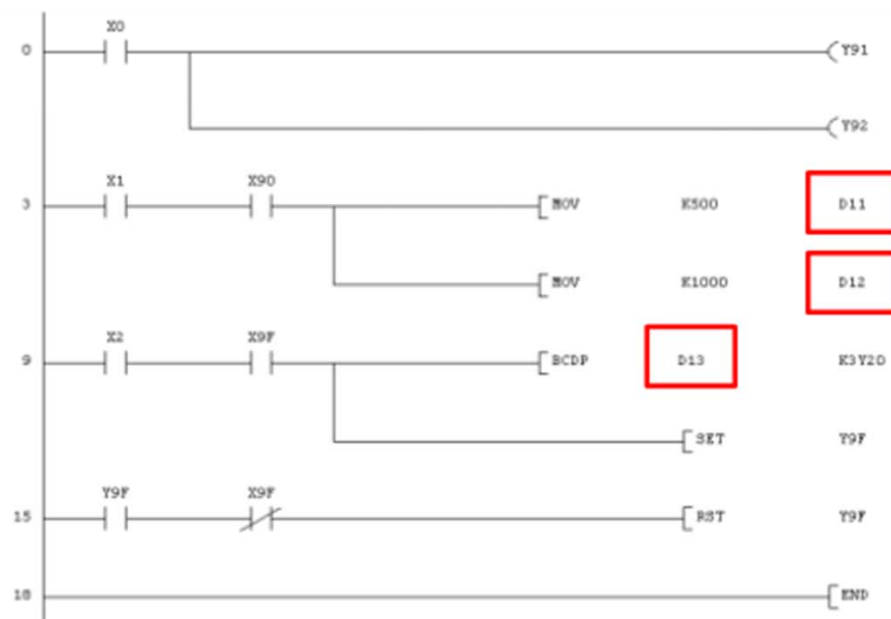 X0
0 Y91
Y92
X1 X90
3 MOV K500 D11
MOV K1000 D12
X2 X9F
9 BCDP D13 K3Y20
SET Y9F
Y9F X9F
15 RST Y9F
18 END